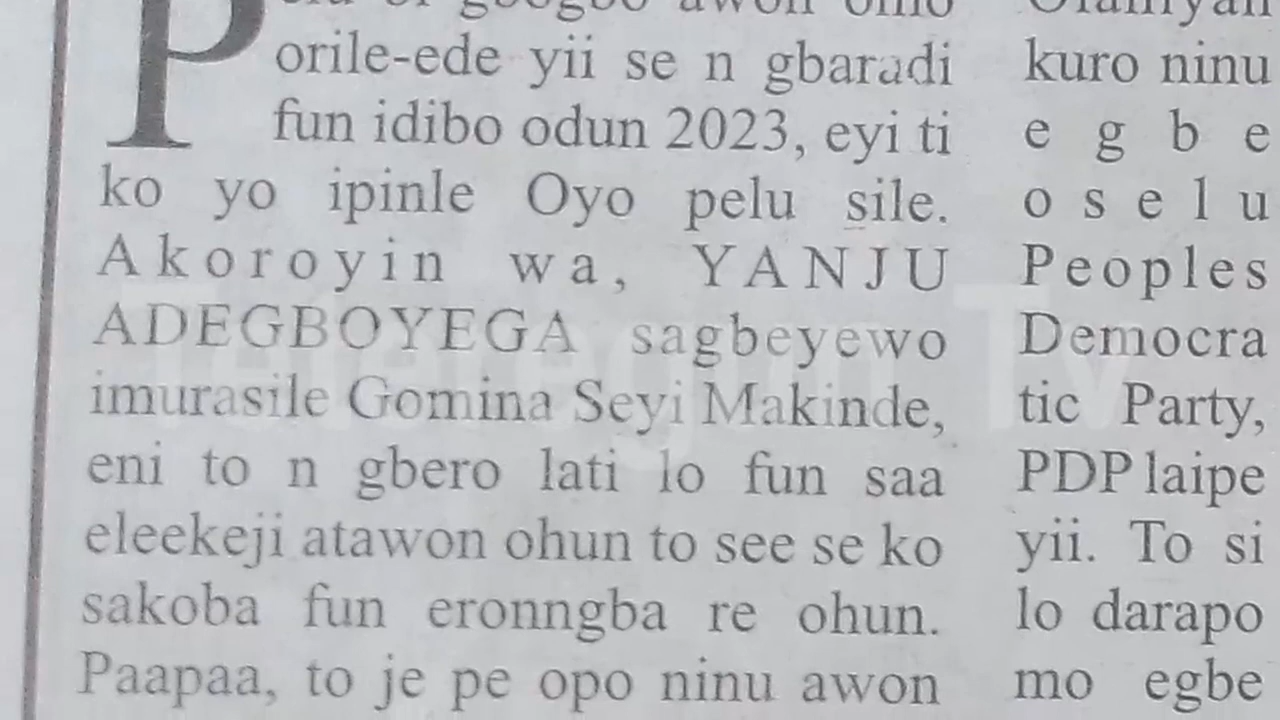 P
gbogbo awon omo
orile-ede yii se n gbaradi
fun idibo odun 2023, eyi ti
ko yo ipinle Oyo pelu sile.
Akoroyin wa, YANJU
ADEGBOYEGA sagbeyewo
imurasile Gomina Seyi Makinde,
eni to n gbero lati lo fun saa
eleekeji atawon ohun to see se ko
sakoba fun eronngba re ohun.
Paapaa, to je pe opo ninu awon
kuro ninu
e g b e
o s e l u
Peoples
Democra
tic Party,
PDP laipe
yii. To si
lo darapo
mo egbe